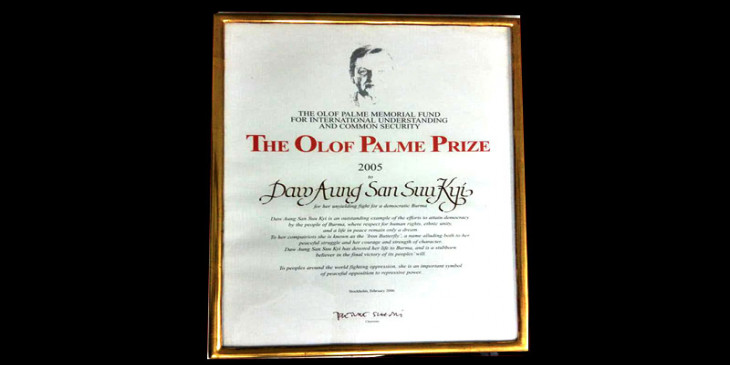 THE OLOF PALME MEMORIAL FUND
FOR INTERNATIONAL UNDERSTANDING
AND COMMON SECURITY
THE OLOF PALME PRIZE
2005
to
Daw Aung San Suu Kyi
for her unyielding fight for a democratic Burma
Daw Aung San Suu Kyi is an outstanding example of the efforts to attain democracy
by the people of Burma, where respect for human rights, ethnic unity,
and a life in peace remain only a dream
To her compatriots she is known as the 'Iron Butterfly', a name alluding both to her
peaceful struggle and her courage and strength of character.
Daw Aung San Suu Kyi has devoted her life to Burma, and is a stubborn
believer in the final victory of its peoples' will.
To peoples around the world fighting oppression, she is an important symbol
of peaceful opposition to repressive power.
Stockholm, february 2006